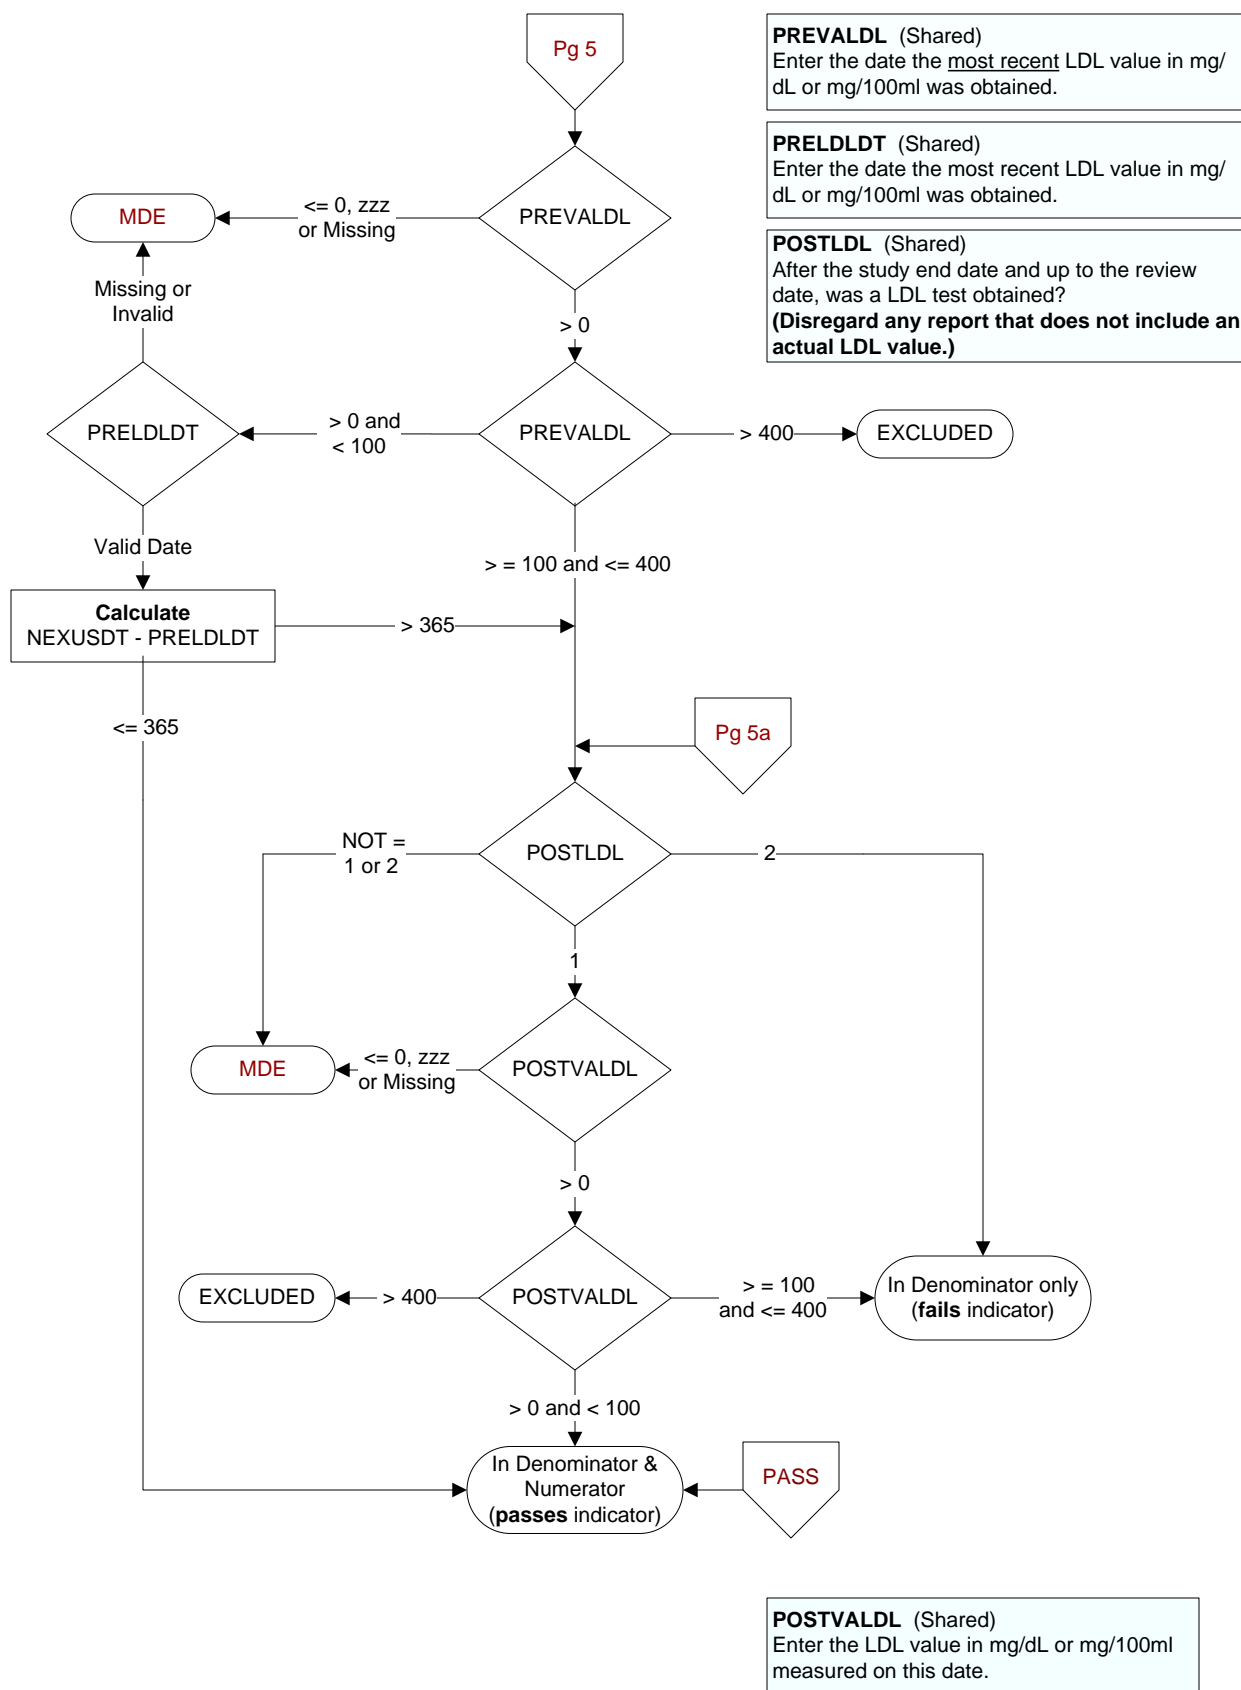 Pg 5
PREVALDL (Shared)
Enter the date the most recent LDL value in mg/
dL or mg/100ml was obtained.
PRELDLDT (Shared)
Enter the date the most recent LDL value in mg/
dL or mg/100ml was obtained.
POSTLDL (Shared)
After the study end date and up to the review
date, was a LDL test obtained?
(Disregard any report that does not include an
actual LDL value.)
MDE
<= 0, zzz
or Missing
PREVALDL
Missing or
Invalid
> 0
PRELDLDT
> 0 and
< 100
PREVALDL
> 400
EXCLUDED
Valid Date
> = 100 and <= 400
Calculate
NEXUSDT - PRELDLDT
> 365
<= 365
Pg 5a
NOT =
1 or 2
POSTLDL
2
1
MDE
<= 0, zzz
or Missing
POSTVALDL
> 0
EXCLUDED
> 400
POSTVALDL
> = 100
and <= 400
In Denominator only
(fails indicator)
> 0 and < 100
In Denominator &
Numerator
(passes indicator)
PASS
POSTVALDL (Shared)
Enter the LDL value in mg/dL or mg/100ml
measured on this date.